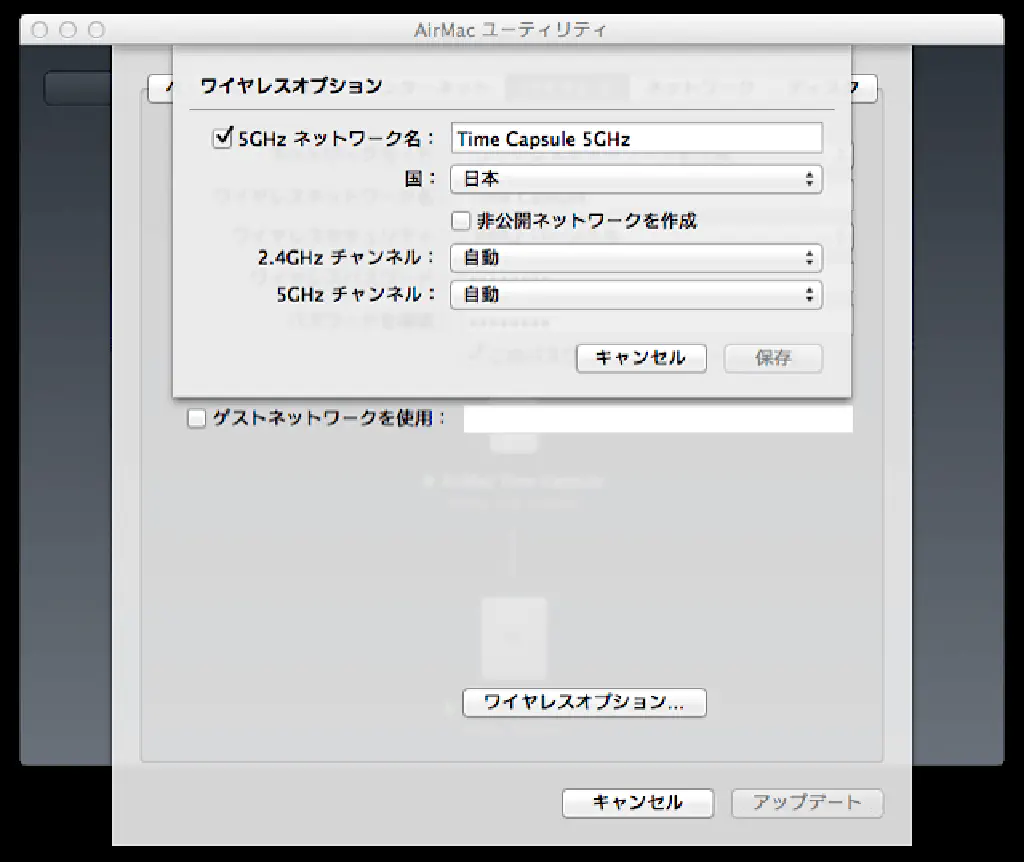 AirMac ユーティリティ
ワイヤレスオプション
5GHz ネットワーク名： Time Capsule 5GHz
国： 日本
非公開ネットワークを作成
2.4GHz チャンネル： 自動
5GHz チャンネル： 自動
キャンセル 保存
ゲストネットワークを使用：
ワイヤレスオプション...
キャンセル アップデート